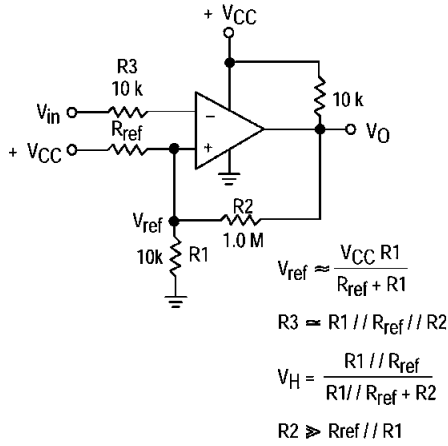 + VCC
R3
10 k
Vin
Rref
+ VCC
−
+
10 k
VO
Vref
R2
1.0 M
10k
R1
Vref ≈ VCC R1 / Rref + R1
R3 ≃ R1 // Rref // R2
VH = R1 // Rref / R1// Rref + R2
R2 ≫ Rref // R1